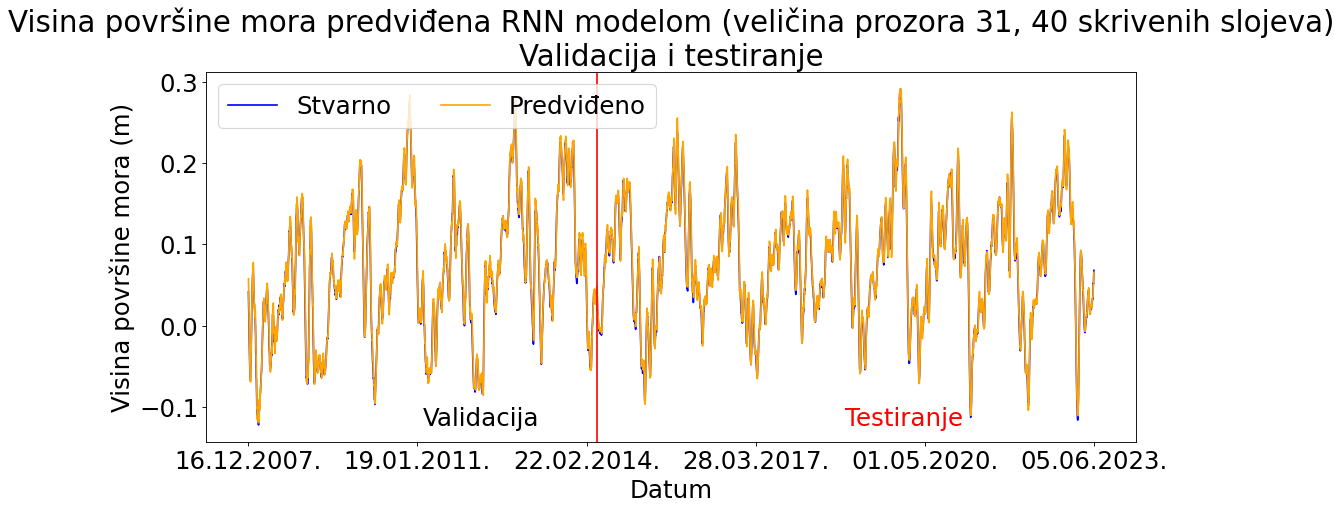 Visina površine mora predviđena RNN modelom (veličina prozora 31, 40 skrivenih slojeva)
Validacija i testiranje
Stvarno Predviđeno
Visina površine mora (m)
0.3
0.2
0.1
0.0
−0.1
Validacija Testiranje
16.12.2007. 19.01.2011. 22.02.2014. 28.03.2017. 01.05.2020. 05.06.2023.
Datum